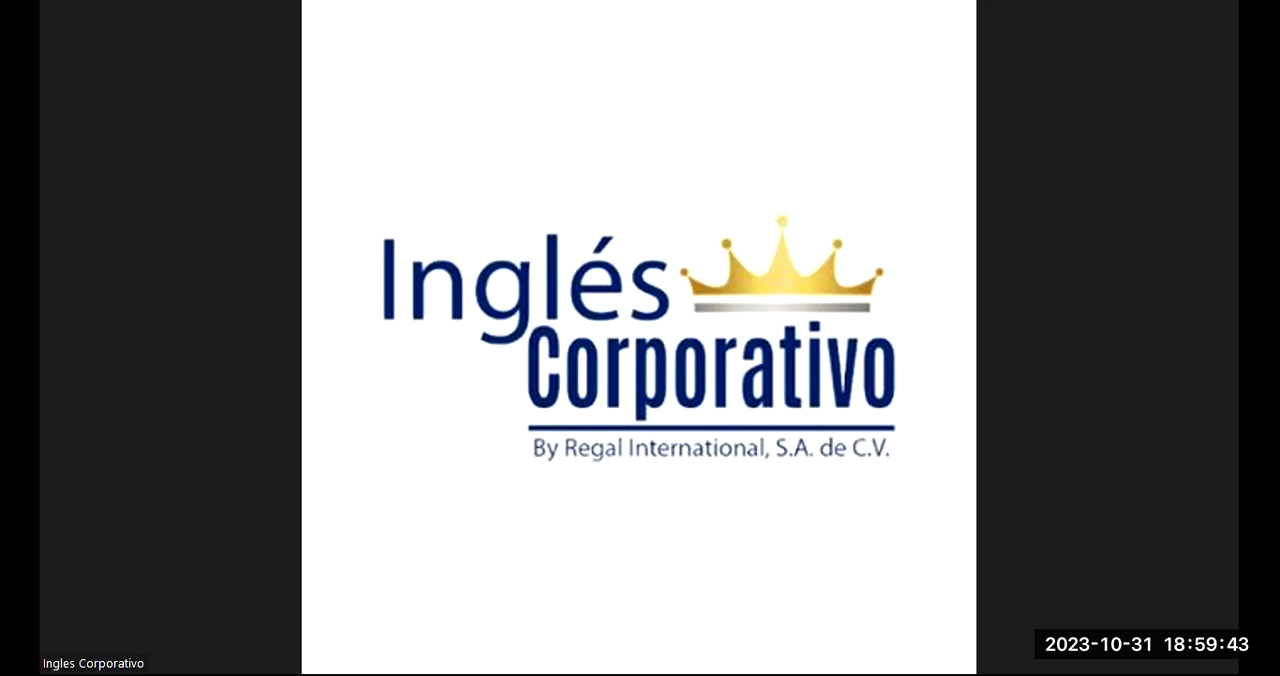 Inglés
Corporativo
By Regal International, S.A. de C.V.
Ingles Corporativo
2023-10-31 18:59:43